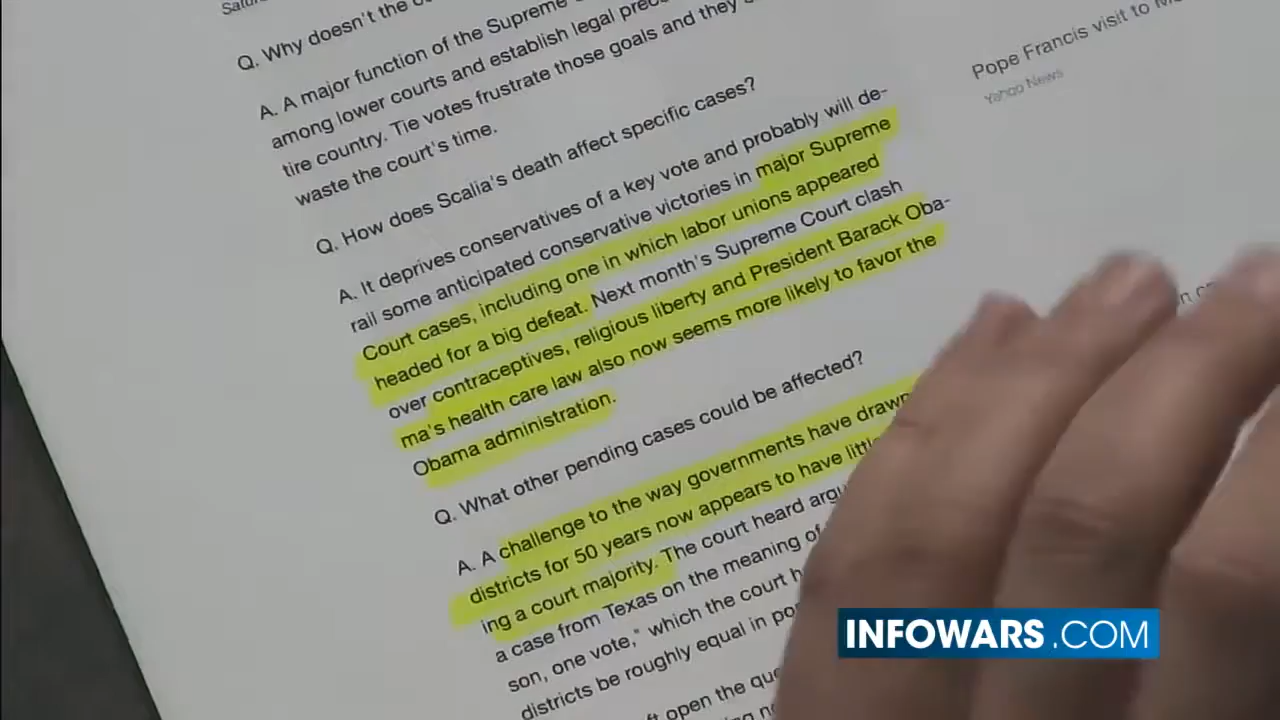 Q. Why doesn't the
A. A major function of the Supreme
among lower courts and establish legal
tire country. Tie votes frustrate those goals and they
waste the court's time.
Q. How does Scalia's death affect specific cases?
A. It deprives conservatives of a key vote and probably will de-
rail some anticipated conservative victories in major Supreme
Court cases, including one in which labor unions appeared
headed for a big defeat. Next month's Supreme Court clash
over contraceptives, religious liberty and President Barack Oba-
ma's health care law also now seems more likely to favor the
Obama administration.
Q. What other pending cases could be affected?
A. A challenge to the way governments have drawn
districts for 50 years now appears to have
ing a court majority. The court heard
a case from Texas on the meaning of
son, one vote," which the court
districts be roughly equal in
open the
Pope Francis visit to
Yahoo News
INFOWARS.COM